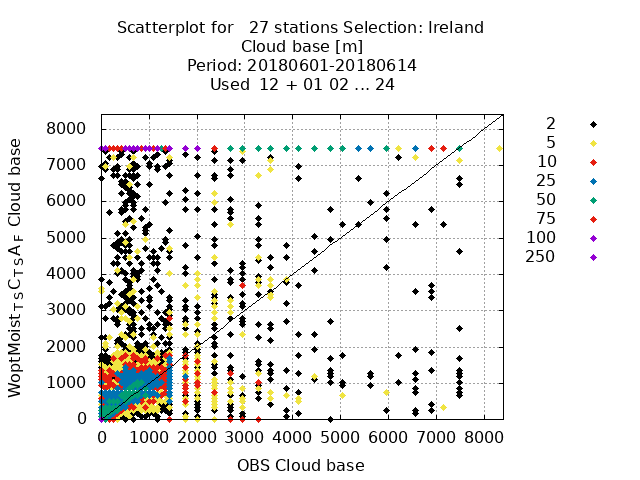 Scatterplot for 27 stations Selection: Ireland
Cloud base [m]
Period: 20180601-20180614
Used 12 + 01 02 ... 24
WoptMoist_TSC_TSA_F Cloud base
8000
7000
6000
5000
4000
3000
2000
1000
0
0 1000 2000 3000 4000 5000 6000 7000 8000
OBS Cloud base
2
5
10
25
50
75
100
250